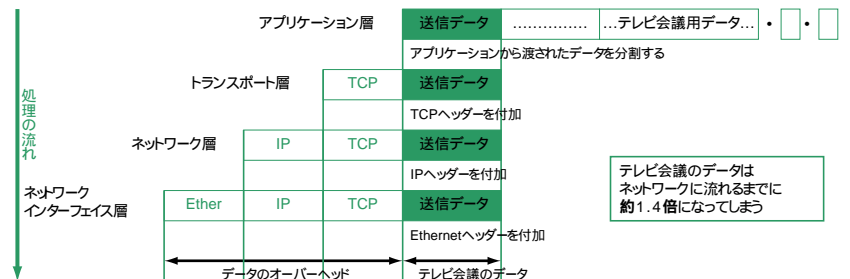 アプリケーション層 送信データ …………… …テレビ会議用データ… ・ ・
アプリケーションから渡されたデータを分割する
トランスポート層 TCP 送信データ
TCPヘッダーを付加
処理の流れ
ネットワーク層 IP TCP 送信データ
IPヘッダーを付加
テレビ会議のデータは
ネットワークに流れるまでに
約1.4倍になってしまう
ネットワーク
インターフェイス層 Ether IP TCP 送信データ
Ethernetヘッダーを付加
データのオーバーヘッド テレビ会議のデータ